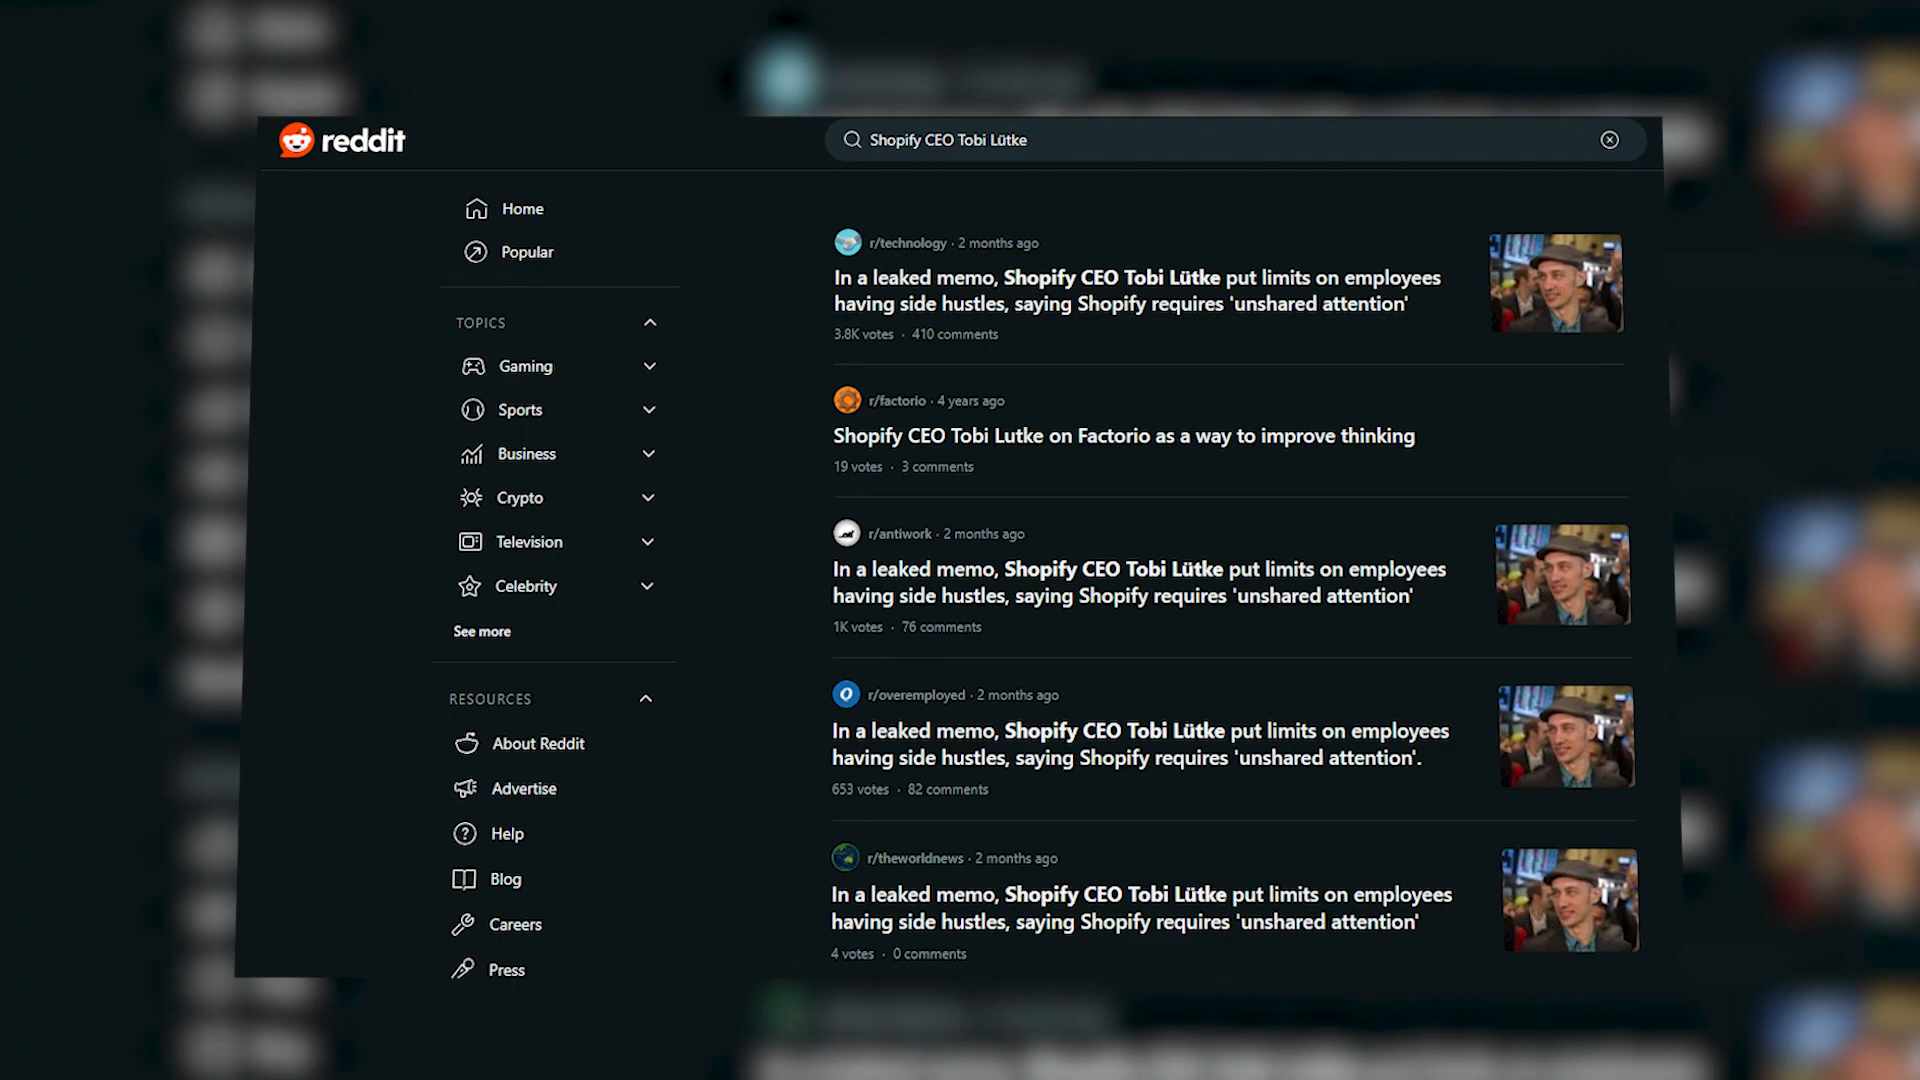 reddit
Shopify CEO Tobi Lütke
Home
Popular
TOPICS
Gaming
Sports
Business
Crypto
Television
Celebrity
See more
RESOURCES
About Reddit
Advertise
Help
Blog
Careers
Press
r/technology · 2 months ago
In a leaked memo, Shopify CEO Tobi Lütke put limits on employees
having side hustles, saying Shopify requires 'unshared attention'
3.8K votes · 410 comments
r/factorio · 4 years ago
Shopify CEO Tobi Lutke on Factorio as a way to improve thinking
19 votes · 3 comments
r/antiwork · 2 months ago
In a leaked memo, Shopify CEO Tobi Lütke put limits on employees
having side hustles, saying Shopify requires 'unshared attention'
1K votes · 76 comments
r/overemployed · 2 months ago
In a leaked memo, Shopify CEO Tobi Lütke put limits on employees
having side hustles, saying Shopify requires 'unshared attention'.
653 votes · 82 comments
r/theworldnews · 2 months ago
In a leaked memo, Shopify CEO Tobi Lütke put limits on employees
having side hustles, saying Shopify requires 'unshared attention'
4 votes · 0 comments